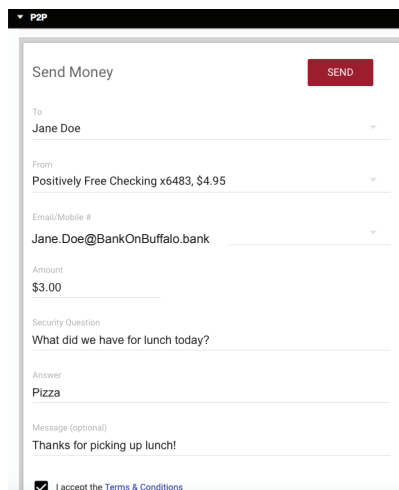 P2P
Send Money
SEND
To
Jane Doe
From
Positively Free Checking x6483, $4.95
Email/Mobile #
Jane.Doe@BankOnBuffalo.bank
Amount
$3.00
Security Question
What did we have for lunch today?
Answer
Pizza
Message (optional)
Thanks for picking up lunch!
I accept the Terms & Conditions